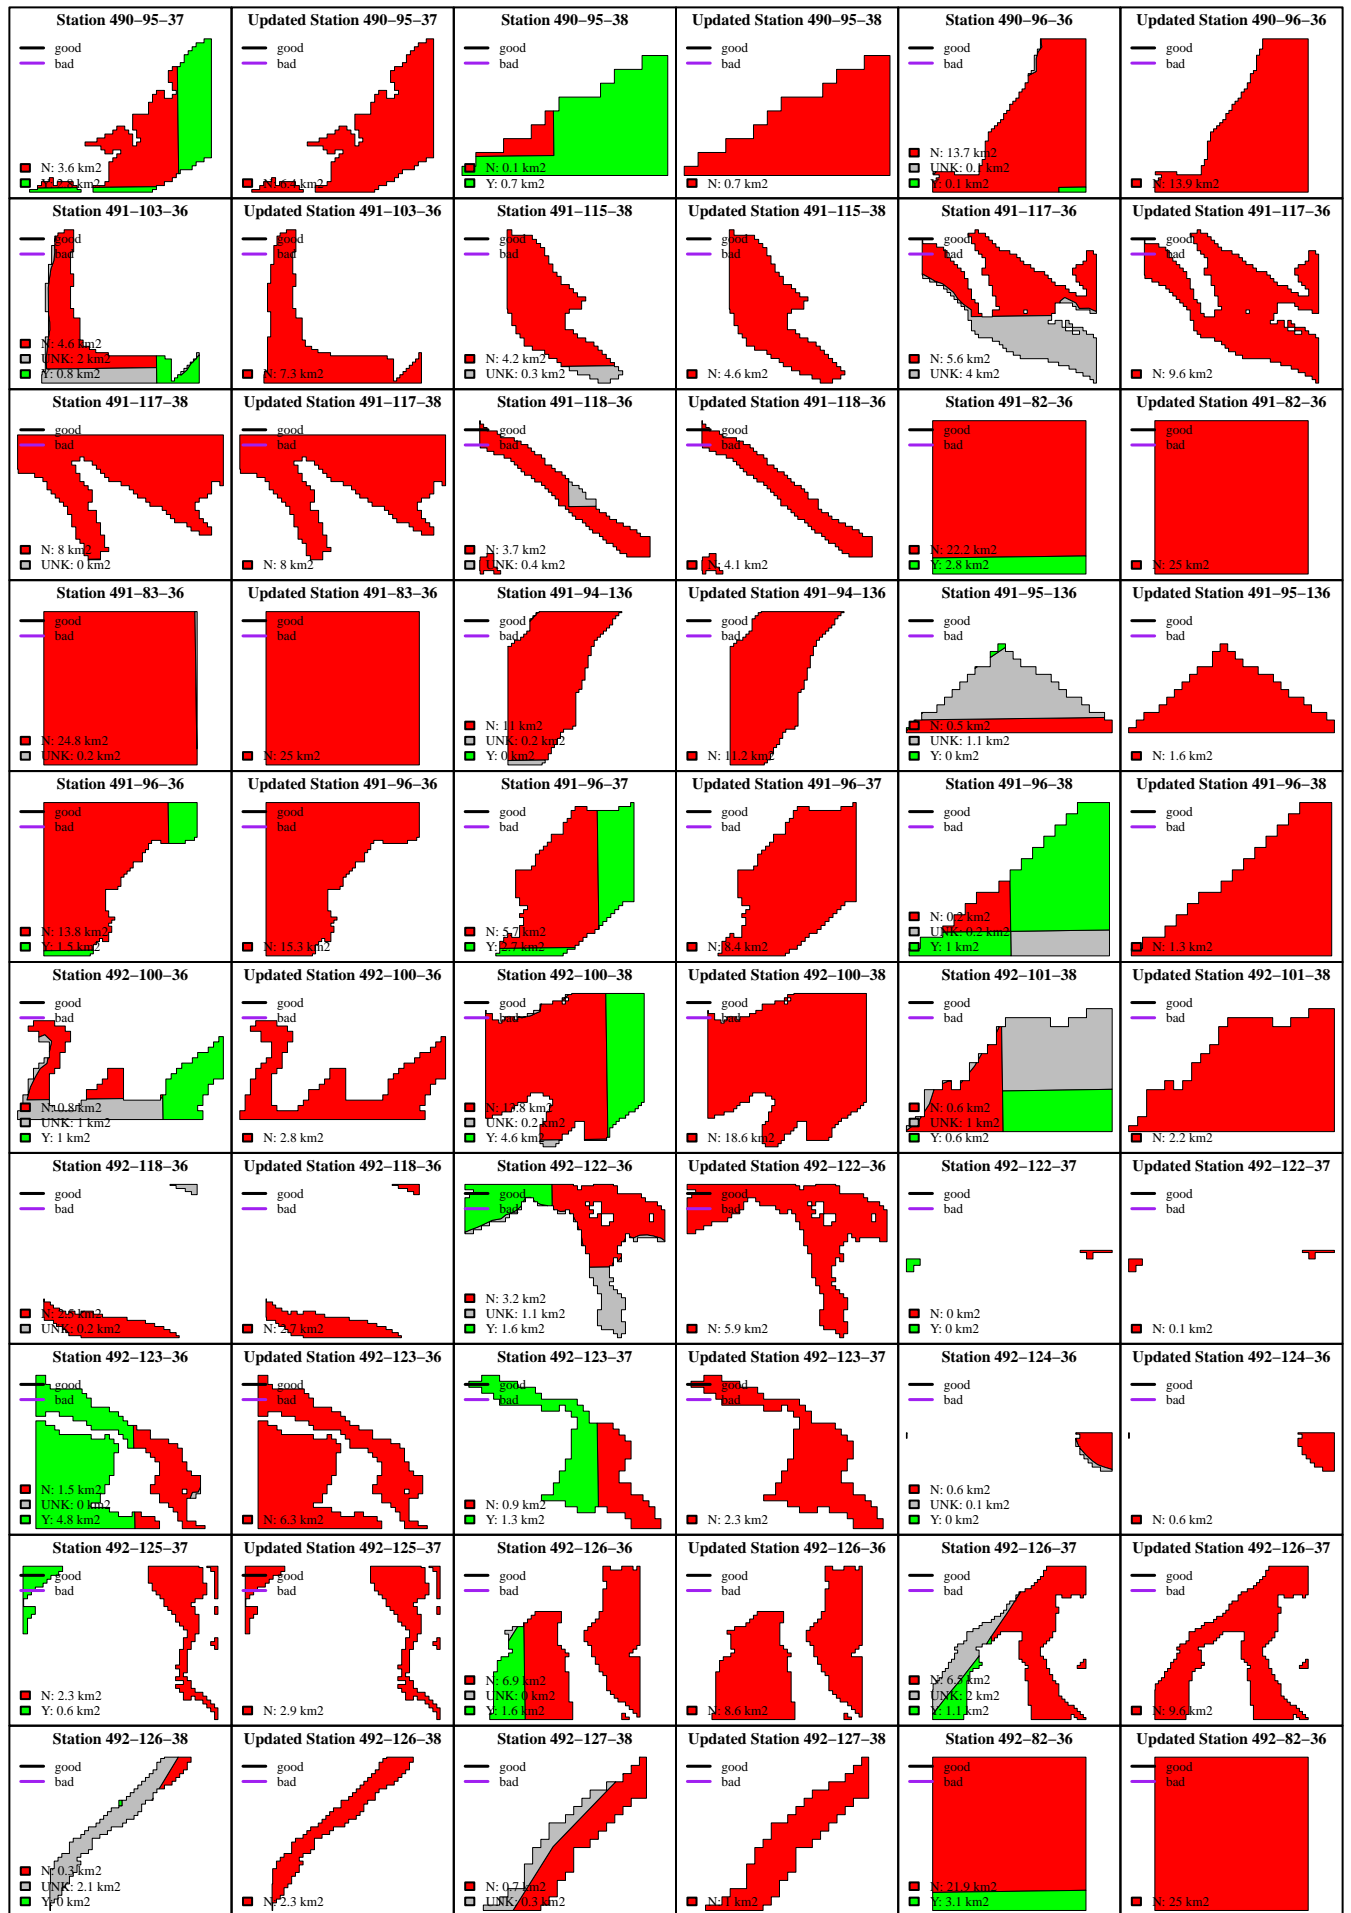 Station 490−95−37
good
bad
N: 3.6 km2
Y: 2.8 km2
Updated Station 490−95−37
good
bad
N: 6.4 km2
Station 490−95−38
good
bad
N: 0.1 km2
Y: 0.7 km2
Updated Station 490−95−38
good
bad
N: 0.7 km2
Station 490−96−36
good
bad
N: 13.7 km2
UNK: 0.1 km2
Y: 0.1 km2
Updated Station 490−96−36
good
bad
N: 13.9 km2
Station 491−103−36
good
bad
N: 4.6 km2
UNK: 2 km2
Y: 0.8 km2
Updated Station 491−103−36
good
bad
N: 7.3 km2
Station 491−115−38
good
bad
N: 4.2 km2
UNK: 0.3 km2
Updated Station 491−115−38
good
bad
N: 4.6 km2
Station 491−117−36
good
bad
N: 5.6 km2
UNK: 4 km2
Updated Station 491−117−36
good
bad
N: 9.6 km2
Station 491−117−38
good
bad
N: 8 km2
UNK: 0 km2
Updated Station 491−117−38
good
bad
N: 8 km2
Station 491−118−36
good
bad
N: 3.7 km2
UNK: 0.4 km2
Updated Station 491−118−36
good
bad
N: 4.1 km2
Station 491−82−36
good
bad
N: 22.2 km2
Y: 2.8 km2
Updated Station 491−82−36
good
bad
N: 25 km2
Station 491−83−36
good
bad
N: 24.8 km2
UNK: 0.2 km2
Updated Station 491−83−36
good
bad
N: 25 km2
Station 491−94−136
good
bad
N: 11 km2
UNK: 0.2 km2
Y: 0 km2
Updated Station 491−94−136
good
bad
N: 11.2 km2
Station 491−95−136
good
bad
N: 0.5 km2
UNK: 1.1 km2
Y: 0 km2
Updated Station 491−95−136
good
bad
N: 1.6 km2
Station 491−96−36
good
bad
N: 13.8 km2
Y: 1.5 km2
Updated Station 491−96−36
good
bad
N: 15.3 km2
Station 491−96−37
good
bad
N: 5.7 km2
Y: 2.7 km2
Updated Station 491−96−37
good
bad
N: 8.4 km2
Station 491−96−38
good
bad
N: 0.2 km2
UNK: 0.2 km2
Y: 1 km2
Updated Station 491−96−38
good
bad
N: 1.3 km2
Station 492−100−36
good
bad
N: 0.8 km2
UNK: 1 km2
Y: 1 km2
Updated Station 492−100−36
good
bad
N: 2.8 km2
Station 492−100−38
good
bad
N: 13.8 km2
UNK: 0.2 km2
Y: 4.6 km2
Updated Station 492−100−38
good
bad
N: 18.6 km2
Station 492−101−38
good
bad
N: 0.6 km2
UNK: 1 km2
Y: 0.6 km2
Updated Station 492−101−38
good
bad
N: 2.2 km2
Station 492−118−36
good
bad
N: 2.5 km2
UNK: 0.2 km2
Updated Station 492−118−36
good
bad
N: 2.7 km2
Station 492−122−36
good
bad
N: 3.2 km2
UNK: 1.1 km2
Y: 1.6 km2
Updated Station 492−122−36
good
bad
N: 5.9 km2
Station 492−122−37
good
bad
N: 0 km2
Y: 0 km2
Updated Station 492−122−37
good
bad
N: 0.1 km2
Station 492−123−36
good
bad
N: 1.5 km2
UNK: 0 km2
Y: 4.8 km2
Updated Station 492−123−36
good
bad
N: 6.3 km2
Station 492−123−37
good
bad
N: 0.9 km2
Y: 1.3 km2
Updated Station 492−123−37
good
bad
N: 2.3 km2
Station 492−124−36
good
bad
N: 0.6 km2
UNK: 0.1 km2
Y: 0 km2
Updated Station 492−124−36
good
bad
N: 0.6 km2
Station 492−125−37
good
bad
N: 2.3 km2
Y: 0.6 km2
Updated Station 492−125−37
good
bad
N: 2.9 km2
Station 492−126−36
good
bad
N: 6.9 km2
UNK: 0 km2
Y: 1.6 km2
Updated Station 492−126−36
good
bad
N: 8.6 km2
Station 492−126−37
good
bad
N: 6.5 km2
UNK: 2 km2
Y: 1.1 km2
Updated Station 492−126−37
good
bad
N: 9.6 km2
Station 492−126−38
good
bad
N: 0.3 km2
UNK: 2.1 km2
Y: 0 km2
Updated Station 492−126−38
good
bad
N: 2.3 km2
Station 492−127−38
good
bad
N: 0.7 km2
UNK: 0.3 km2
Updated Station 492−127−38
good
bad
N: 1 km2
Station 492−82−36
good
bad
N: 21.9 km2
Y: 3.1 km2
Updated Station 492−82−36
good
bad
N: 25 km2